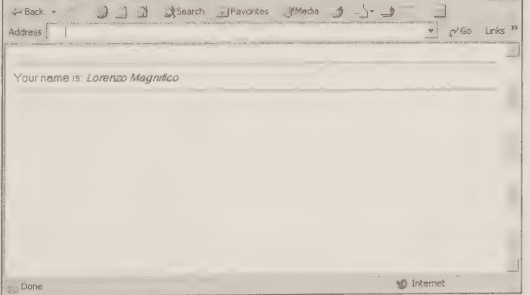 Back Search Favorites Media
Address Go Links »
Your name is: Lorenzo Magnifico
Done Internet